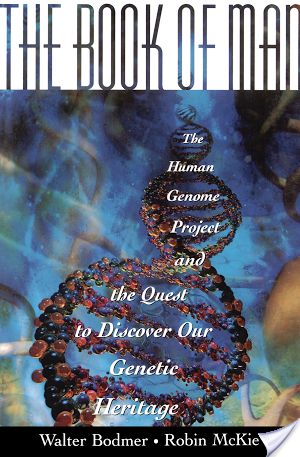 THE BOOK OF MAN
The
Human
Genome
Project
and
the Quest
to Discover Our
Genetic
Heritage
Walter Bodmer • Robin McKie